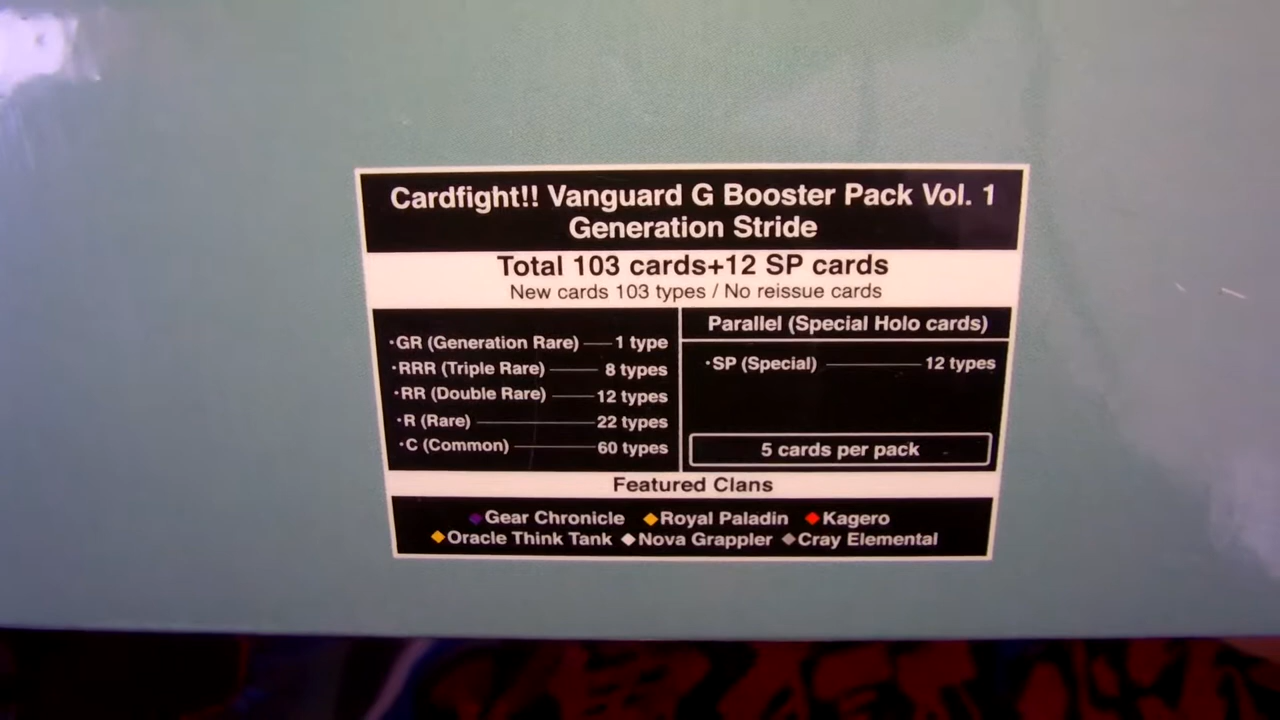 Cardfight!! Vanguard G Booster Pack Vol. 1
Generation Stride
Total 103 cards+12 SP cards
New cards 103 types / No reissue cards
·GR (Generation Rare) 1 type
·RRR (Triple Rare) 8 types
·RR (Double Rare) 12 types
·R (Rare) 22 types
·C (Common) 60 types
Parallel (Special Holo cards)
·SP (Special) 12 types
5 cards per pack
Featured Clans
◆Gear Chronicle ◆Royal Paladin ◆Kagero
◆Oracle Think Tank ◆Nova Grappler ◆Cray Elemental